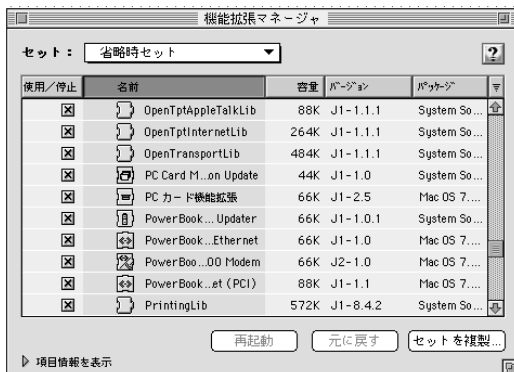 機能拡張マネージャ
セット： 省略時セット
使用／停止 名前 容量 バージョン パッケージ
OpenTptAppleTalkLib 88K J1-1.1.1 System So...
OpenTptInternetLib 264K J1-1.1.1 System So...
OpenTransportLib 484K J1-1.1.1 System So...
PC Card M...on Update 44K J1-1.0 System So...
PC カード機能拡張 66K J1-2.5 Mac OS 7....
PowerBook... Updater 66K J1-1.0.1 System So...
PowerBook...Ethernet 66K J1-1.0 Mac OS 7....
PowerBoo...00 Modem 66K J2-1.0 Mac OS 7....
PowerBook...et (PCI) 88K J1-1.1 Mac OS 7....
PrintingLib 572K J1-8.4.2 System So...
再起動 元に戻す セットを複製...
項目情報を表示